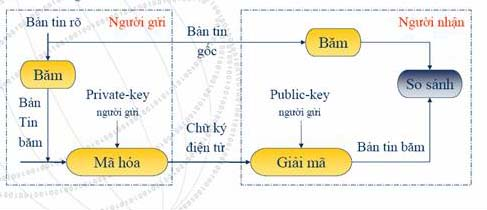 Người gửi
Người nhận
Bản tin rõ
Bản tin
gốc
Băm
Băm
So sánh
Bản
Tin
băm
Private-key
người gửi
Public-key
người gửi
Chữ ký
điện tử
Mã hóa
Giải mã
Bản tin băm